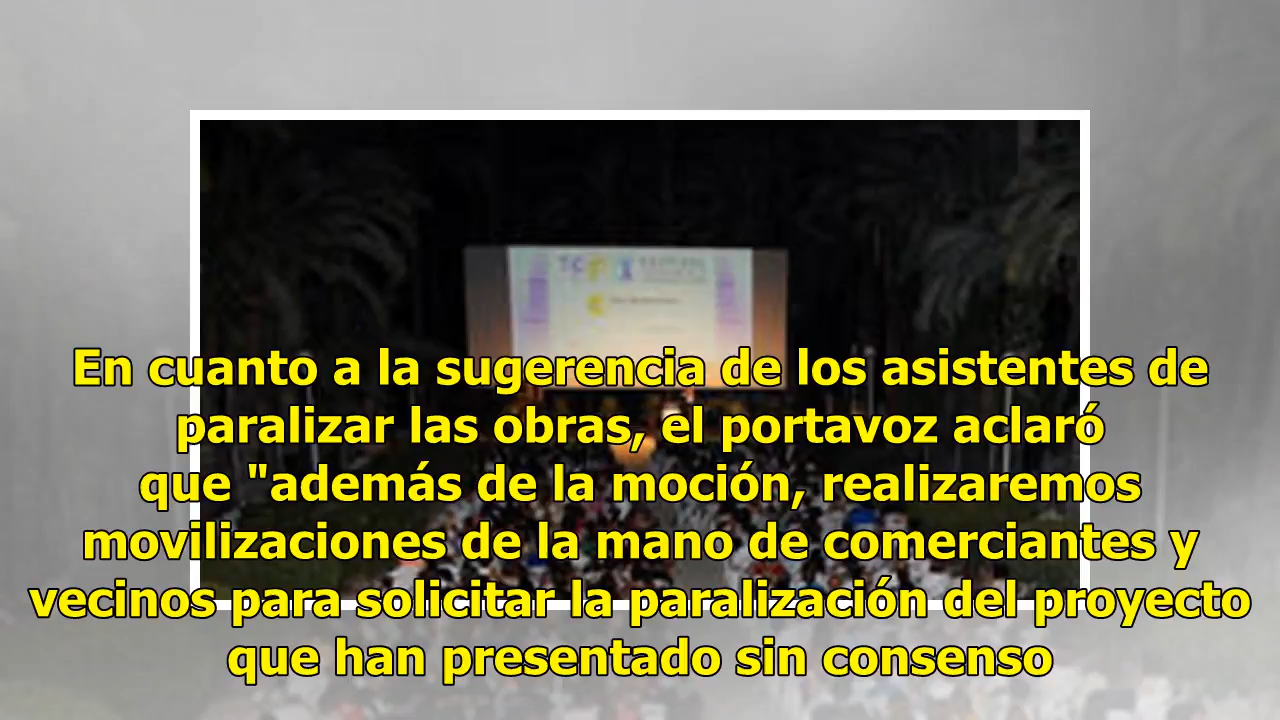 En cuanto a la sugerencia de los asistentes de
paralizar las obras, el portavoz aclaró
que "además de la moción, realizaremos
movilizaciones de la mano de comerciantes y
vecinos para solicitar la paralización del proyecto
que han presentado sin consenso